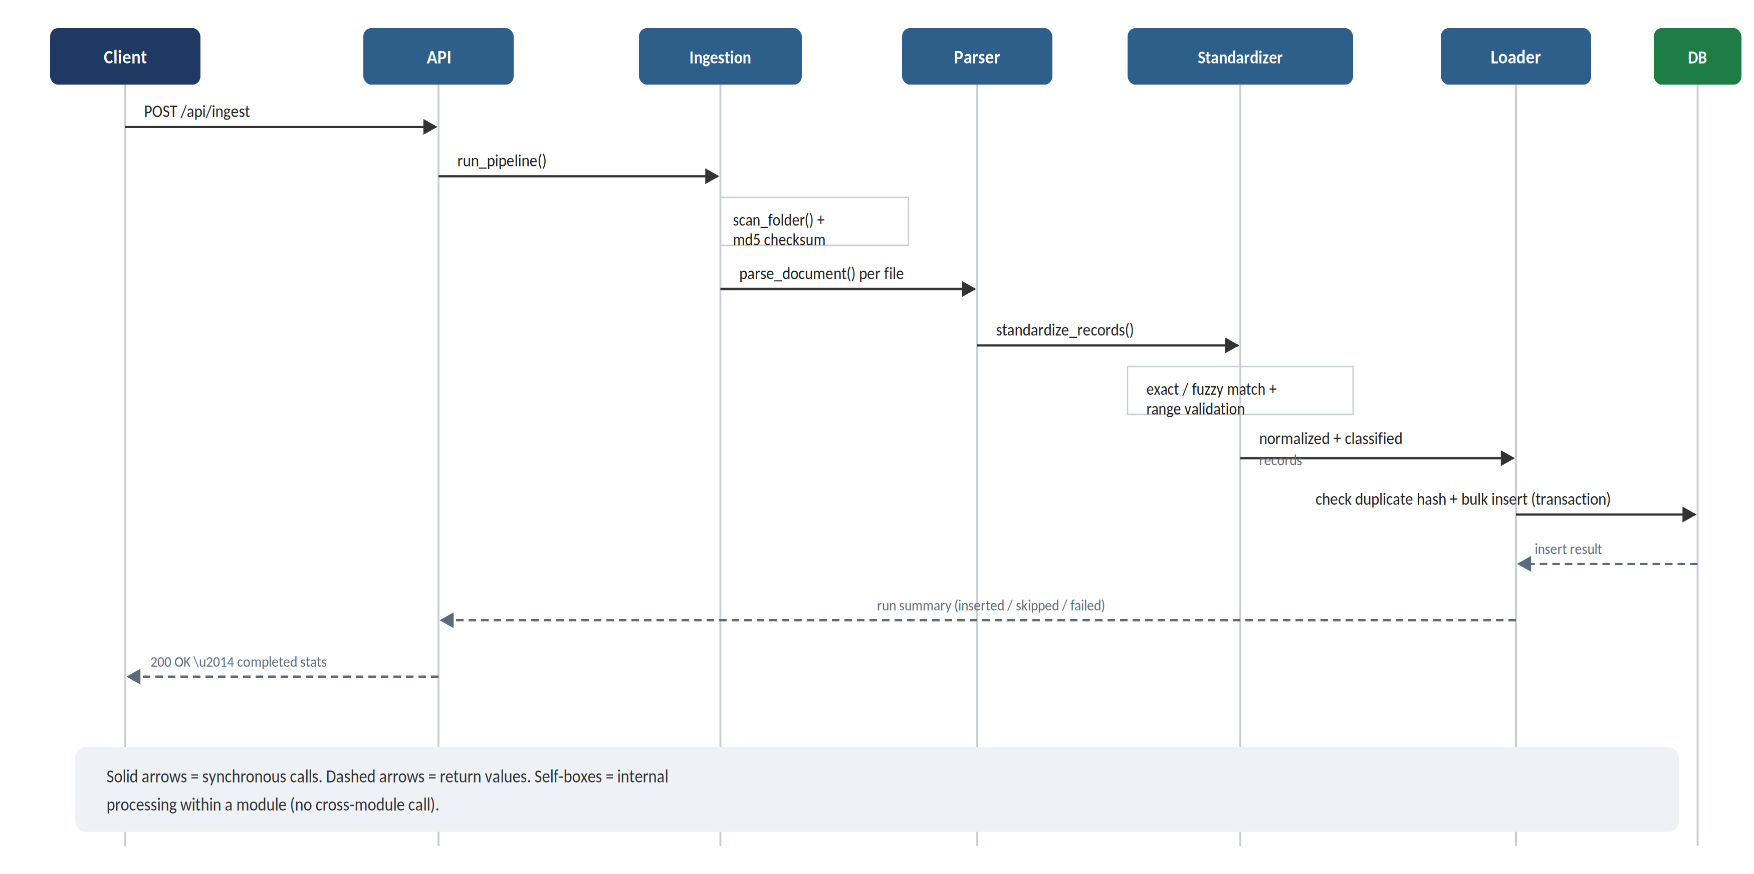 Client
API
Ingestion
Parser
Standardizer
Loader
DB
POST /api/ingest
run_pipeline()
scan_folder() +
md5 checksum
parse_document() per file
standardize_records()
exact / fuzzy match +
range validation
normalized + classified
records
check duplicate hash + bulk insert (transaction)
insert result
run summary (inserted / skipped / failed)
200 OK \u2014 completed stats
Solid arrows = synchronous calls. Dashed arrows = return values. Self-boxes = internal
processing within a module (no cross-module call).